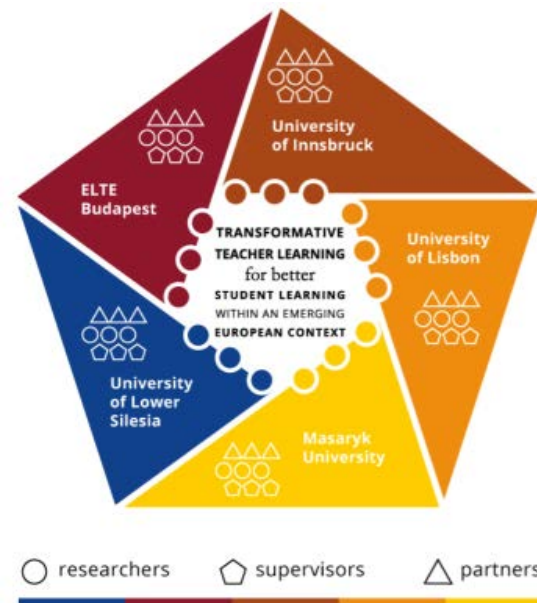 University
of Innsbruck
ELTE
Budapest
University
of Lisbon
TRANSFORMATIVE
TEACHER LEARNING
for better
STUDENT LEARNING
WITHIN AN EMERGING
EUROPEAN CONTEXT
University
of Lower
Silesia
Masaryk
University
researchers supervisors partners